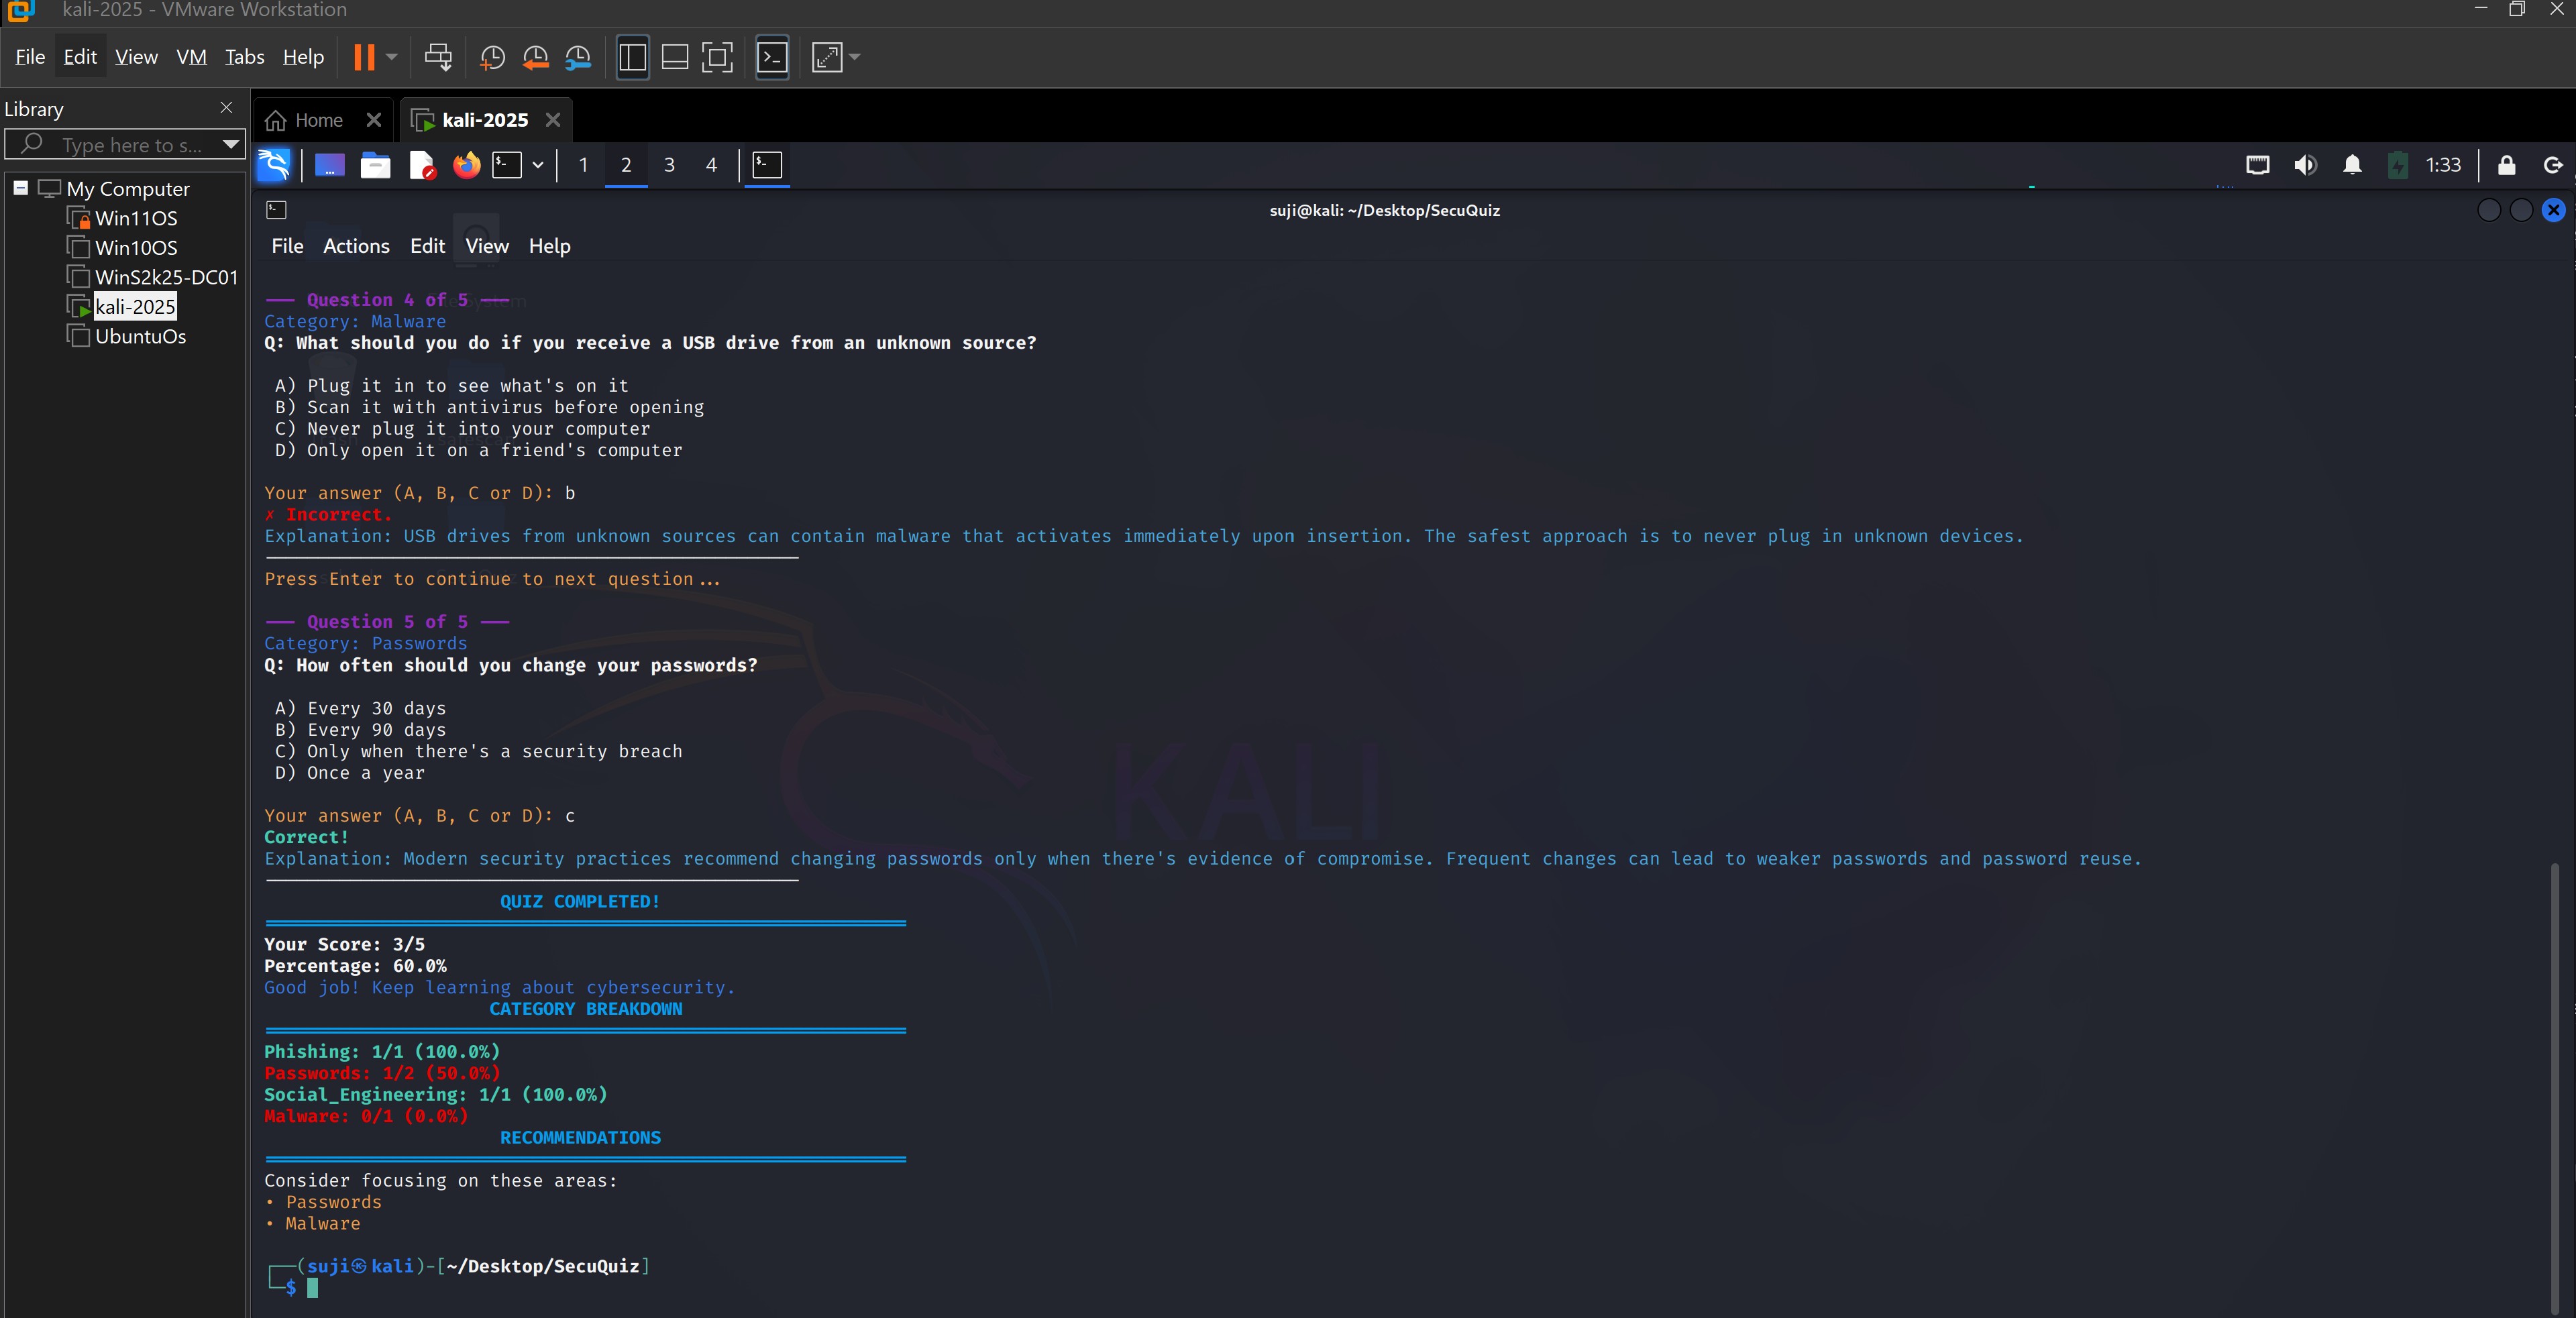 kali-2025 - VMware Workstation
File Edit View VM Tabs Help
Library
Type here to s...
My Computer
Win11OS
Win10OS
WinS2k25-DC01
kali-2025
UbuntuOs
Home
kali-2025
1 2 3 4
1:33
suji@kali: ~/Desktop/SecuQuiz
File Actions Edit View Help
— Question 4 of 5 —
Category: Malware
Q: What should you do if you receive a USB drive from an unknown source?
A) Plug it in to see what's on it
B) Scan it with antivirus before opening
C) Never plug it into your computer
D) Only open it on a friend's computer
Your answer (A, B, C or D): b
✗ Incorrect.
Explanation: USB drives from unknown sources can contain malware that activates immediately upon insertion. The safest approach is to never plug in unknown devices.
Press Enter to continue to next question...
— Question 5 of 5 —
Category: Passwords
Q: How often should you change your passwords?
A) Every 30 days
B) Every 90 days
C) Only when there's a security breach
D) Once a year
Your answer (A, B, C or D): c
Correct!
Explanation: Modern security practices recommend changing passwords only when there's evidence of compromise. Frequent changes can lead to weaker passwords and password reuse.
QUIZ COMPLETED!
Your Score: 3/5
Percentage: 60.0%
Good job! Keep learning about cybersecurity.
CATEGORY BREAKDOWN
Phishing: 1/1 (100.0%)
Passwords: 1/2 (50.0%)
Social_Engineering: 1/1 (100.0%)
Malware: 0/1 (0.0%)
RECOMMENDATIONS
Consider focusing on these areas:
• Passwords
• Malware
(suji㉿kali)-[~/Desktop/SecuQuiz]
$
KALI